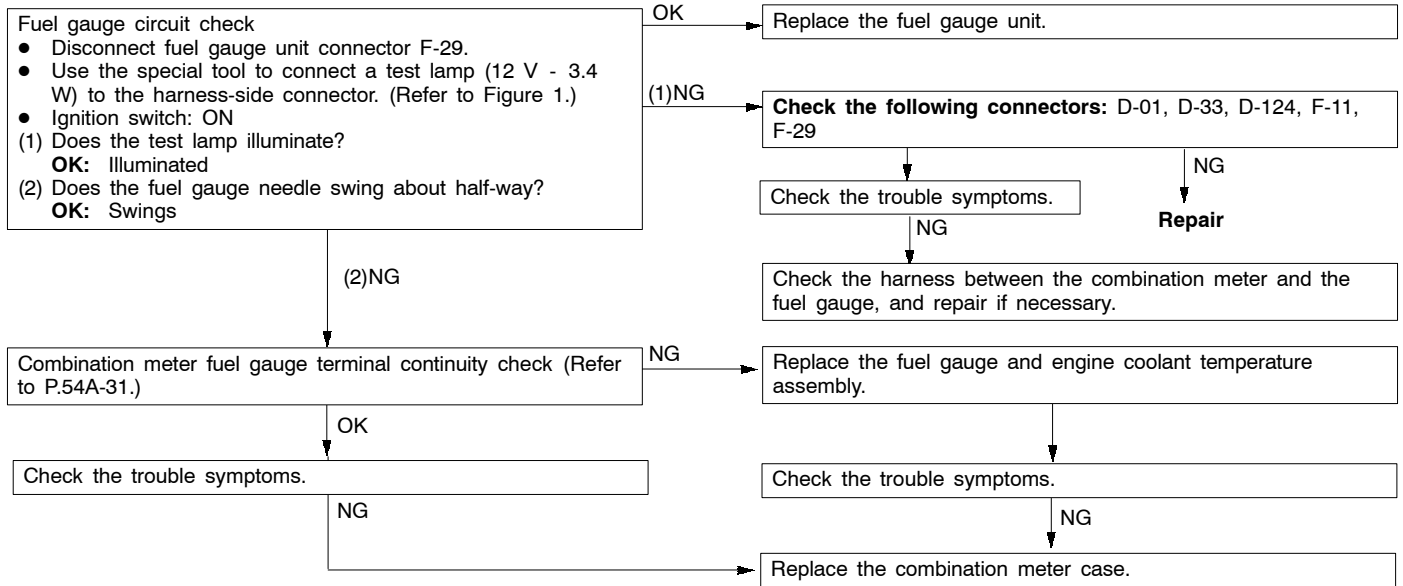 Fuel gauge circuit check
● Disconnect fuel gauge unit connector F-29.
● Use the special tool to connect a test lamp (12 V - 3.4
W) to the harness-side connector. (Refer to Figure 1.)
● Ignition switch: ON
(1) Does the test lamp illuminate?
OK: Illuminated
(2) Does the fuel gauge needle swing about half-way?
OK: Swings
OK
Replace the fuel gauge unit.
(1)NG
Check the following connectors: D-01, D-33, D-124, F-11,
F-29
NG
Repair
Check the trouble symptoms.
NG
Check the harness between the combination meter and the
fuel gauge, and repair if necessary.
(2)NG
Combination meter fuel gauge terminal continuity check (Refer
to P.54A-31.)
NG
Replace the fuel gauge and engine coolant temperature
assembly.
OK
Check the trouble symptoms.
Check the trouble symptoms.
NG
NG
Replace the combination meter case.